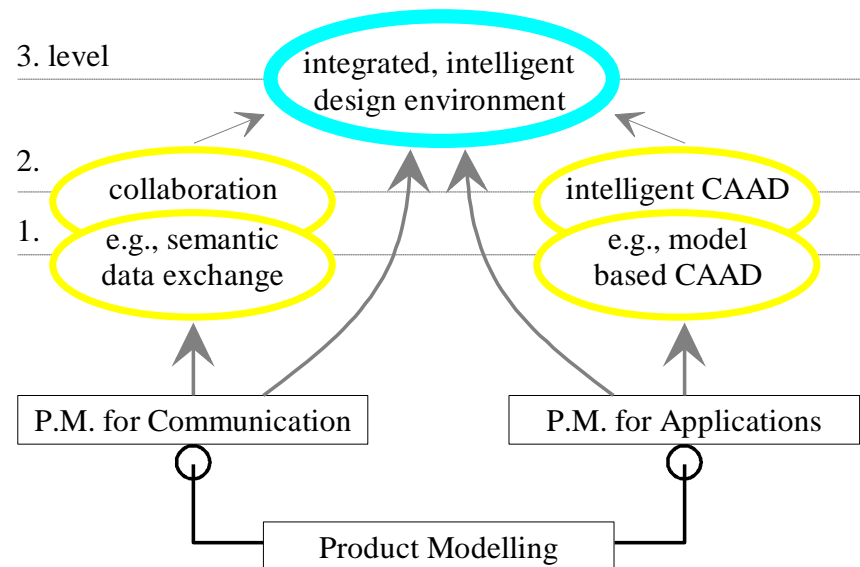 3. level
integrated, intelligent
design environment
2.
collaboration
intelligent CAAD
1.
e.g., semantic
data exchange
e.g., model
based CAAD
P.M. for Communication
P.M. for Applications
Product Modelling